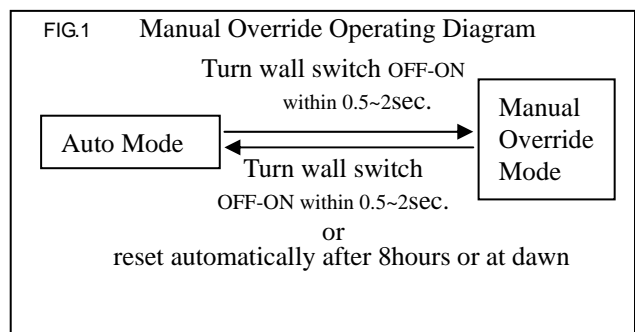 FIG.1 Manual Override Operating Diagram
Turn wall switch OFF-ON
within 0.5~2sec.
Auto Mode
Manual
Override
Mode
Turn wall switch
OFF-ON within 0.5~2sec.
or
reset automatically after 8hours or at dawn